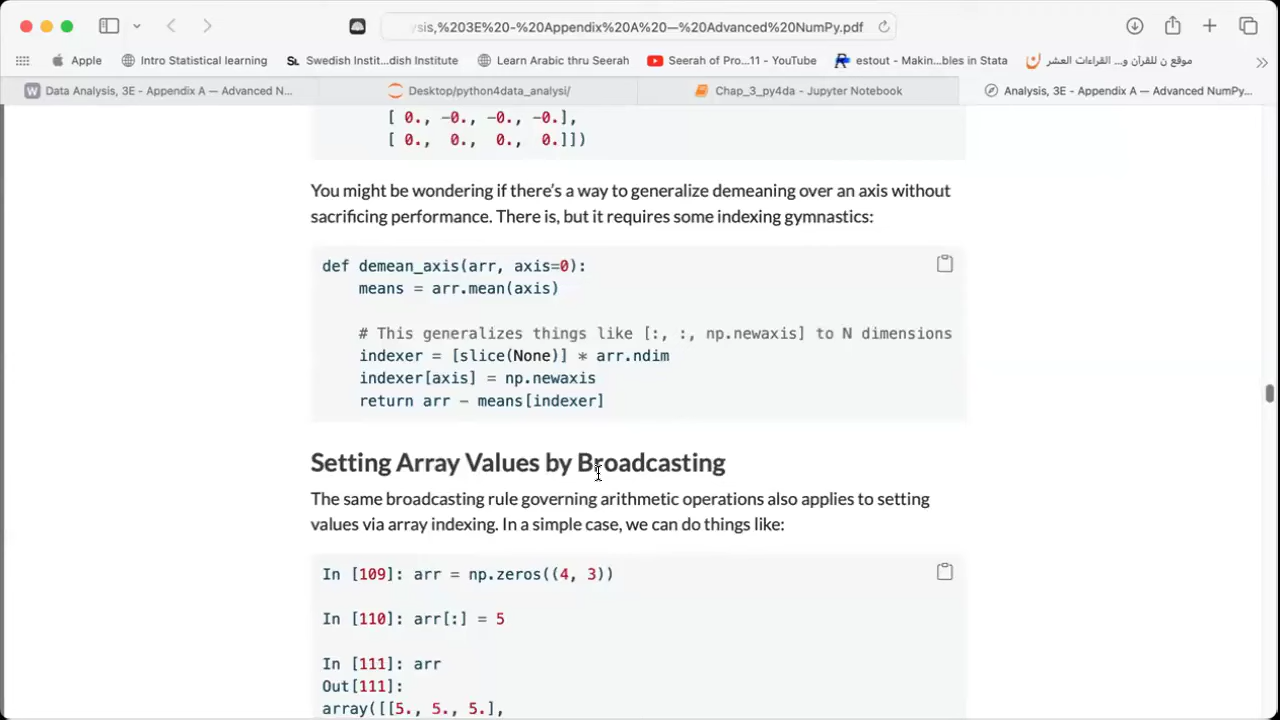 ysis,%203E%20-%20Appendix%20A%20—%20Advanced%20NumPy.pdf
Apple
Intro Statistical learning
SL Swedish Instit...dish Institute
Learn Arabic thru Seerah
Seerah of Pro...11 - YouTube
estout - Makin...bles in Stata
موقع ن للقرآن و... القراءات العشر
W Data Analysis, 3E - Appendix A — Advanced N...
Desktop/python4data_analysi/
Chap_3_py4da - Jupyter Notebook
Analysis, 3E - Appendix A — Advanced NumPy...
[ 0., -0., -0., -0.],
[ 0., 0., 0., 0.]])
You might be wondering if there's a way to generalize demeaning over an axis without
sacrificing performance. There is, but it requires some indexing gymnastics:
def demean_axis(arr, axis=0):
    means = arr.mean(axis)
    # This generalizes things like [:, :, np.newaxis] to N dimensions
    indexer = [slice(None)] * arr.ndim
    indexer[axis] = np.newaxis
    return arr - means[indexer]
Setting Array Values by Broadcasting
The same broadcasting rule governing arithmetic operations also applies to setting
values via array indexing. In a simple case, we can do things like:
In [109]: arr = np.zeros((4, 3))
In [110]: arr[:] = 5
In [111]: arr
Out[111]:
array([[5., 5., 5.],